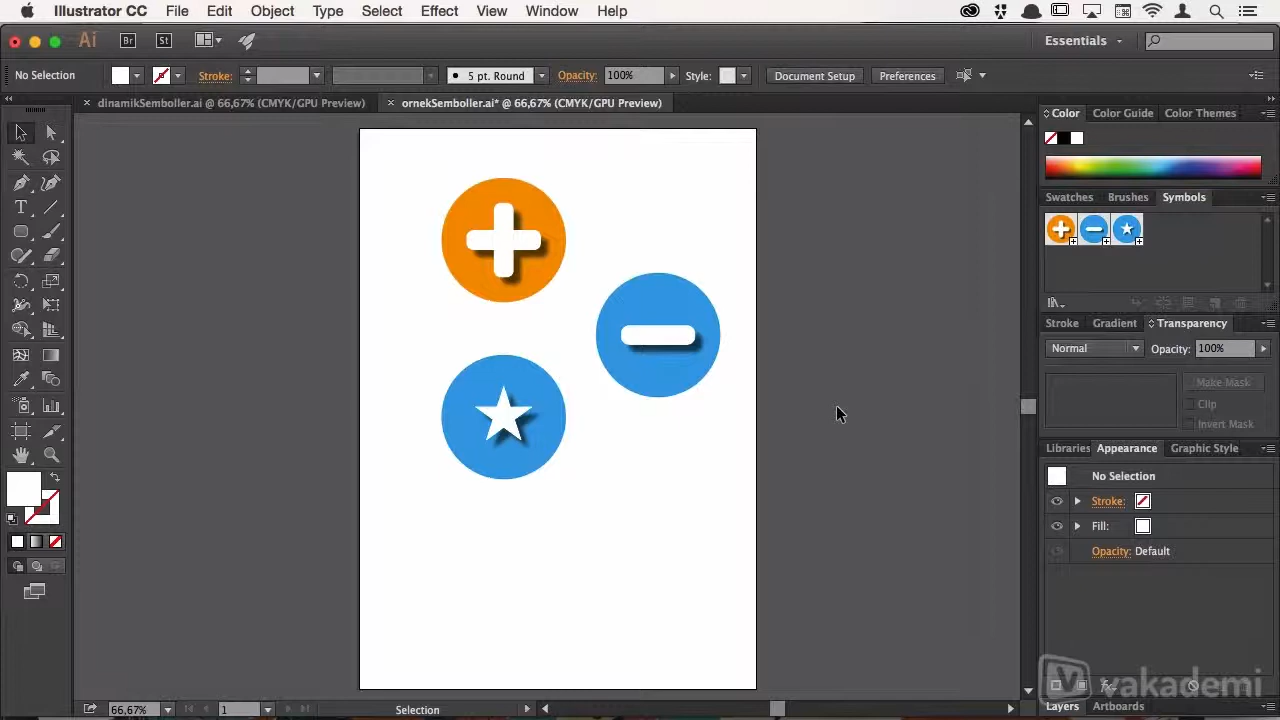 Illustrator CC File Edit Object Type Select Effect View Window Help
Ai Br St Essentials
No Selection Stroke: 5 pt. Round Opacity: 100% Style: Document Setup Preferences
dinamikSemboller.ai @ 66,67% (CMYK/GPU Preview) ornekSemboller.ai* @ 66,67% (CMYK/GPU Preview)
Color Color Guide Color Themes
Swatches Brushes Symbols
Stroke Gradient Transparency
Normal Opacity: 100%
Make Mask
Clip
Invert Mask
Libraries Appearance Graphic Style
No Selection
Stroke:
Fill:
Opacity: Default
vakademi
Layers Artboards
66,67% 1 Selection